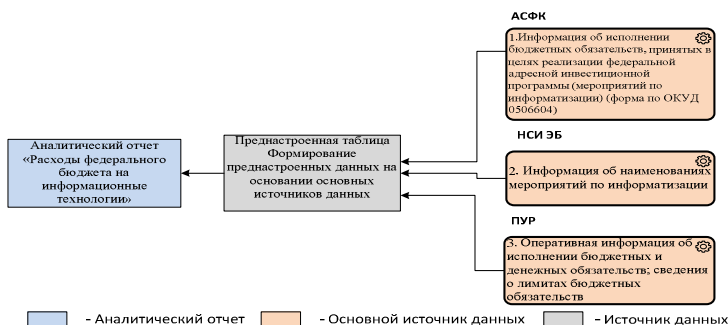 АСФК
1.Информация об исполнении
бюджетных обязательств, принятых в
целях реализации федеральной
адресной инвестиционной
программы (мероприятий по
информатизации) (форма по ОКУД
0506604)
НСИ ЭБ
2. Информация об наименованиях
мероприятий по информатизации
ПУР
3. Оперативная информация об
исполнении бюджетных и
денежных обязательств; сведения
о лимитах бюджетных
обязательств
Преднастроенная таблица
Формирование
преднастроенных данных на
основании основных
источников данных
Аналитический отчет
«Расходы федерального
бюджета на
информационные
технологии»
- Аналитический отчет
- Основной источник данных
- Источник данных